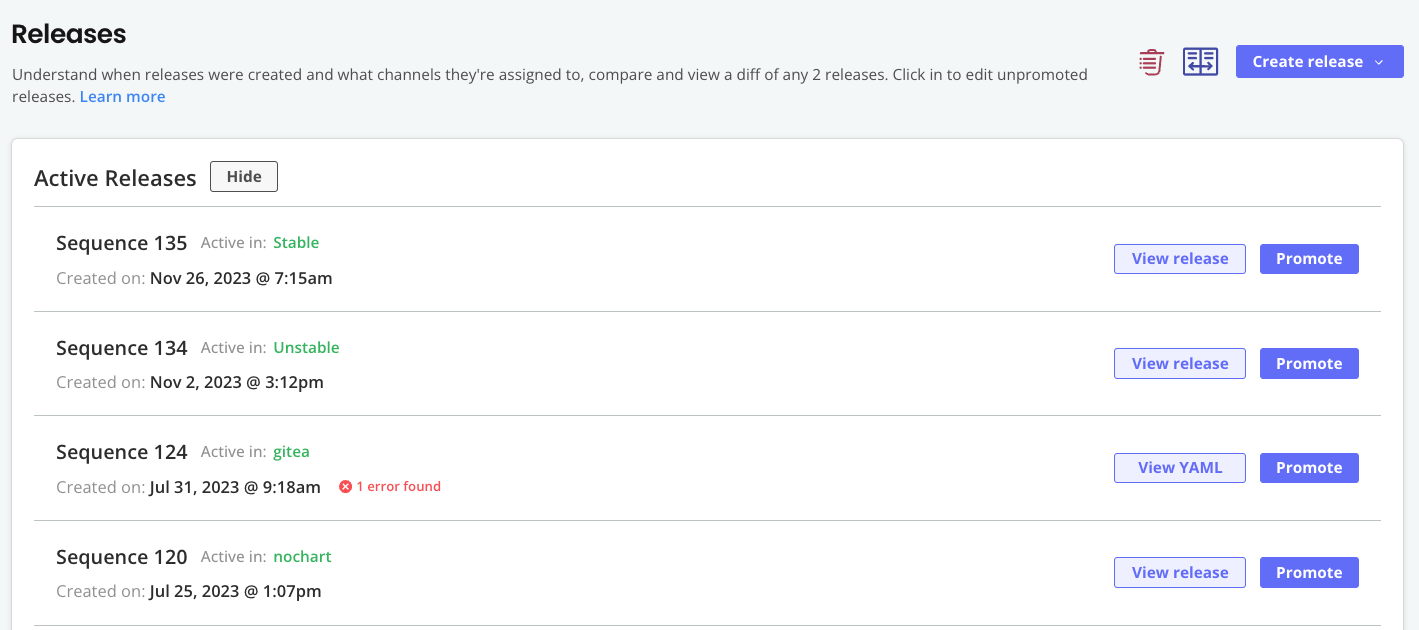 Releases
Understand when releases were created and what channels they're assigned to, compare and view a diff of any 2 releases. Click in to edit unpromoted
releases. Learn more
Create release
Active Releases Hide
Sequence 135 Active in: Stable
Created on: Nov 26, 2023 @ 7:15am
View release Promote
Sequence 134 Active in: Unstable
Created on: Nov 2, 2023 @ 3:12pm
View release Promote
Sequence 124 Active in: gitea
Created on: Jul 31, 2023 @ 9:18am 1 error found
View YAML Promote
Sequence 120 Active in: nochart
Created on: Jul 25, 2023 @ 1:07pm
View release Promote